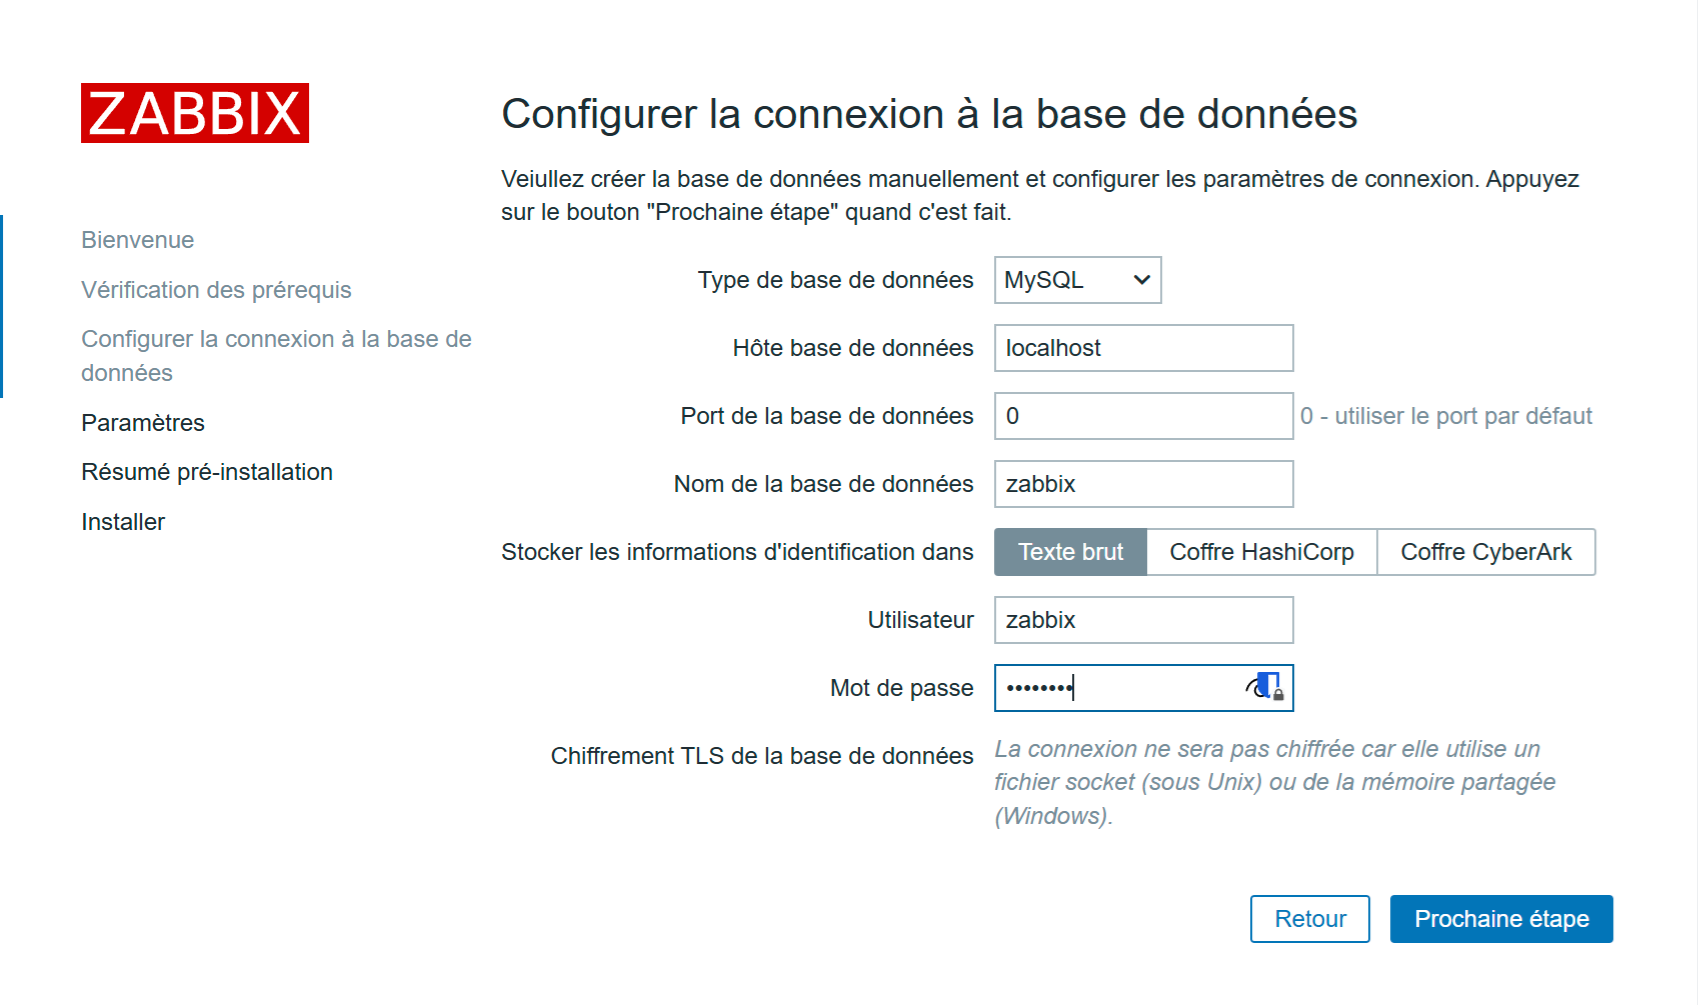 ZABBIX
Bienvenue
Vérification des prérequis
Configurer la connexion à la base de
données
Paramètres
Résumé pré-installation
Installer
Configurer la connexion à la base de données
Veiullez créer la base de données manuellement et configurer les paramètres de connexion. Appuyez
sur le bouton "Prochaine étape" quand c'est fait.
Type de base de données MySQL
Hôte base de données localhost
Port de la base de données 0 0 - utiliser le port par défaut
Nom de la base de données zabbix
Stocker les informations d'identification dans Texte brut Coffre HashiCorp Coffre CyberArk
Utilisateur zabbix
Mot de passe ••••••••
Chiffrement TLS de la base de données La connexion ne sera pas chiffrée car elle utilise un
fichier socket (sous Unix) ou de la mémoire partagée
(Windows).
Retour Prochaine étape